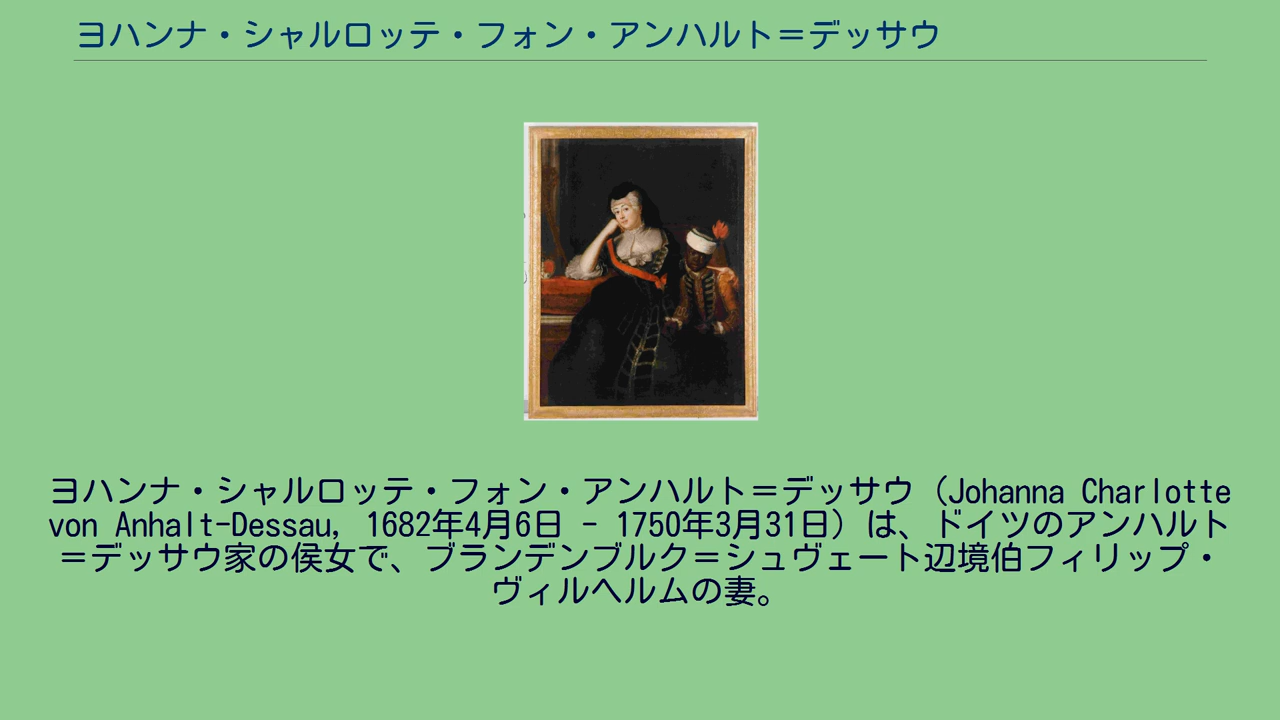 ヨハンナ・シャルロッテ・フォン・アンハルト＝デッサウ
ヨハンナ・シャルロッテ・フォン・アンハルト＝デッサウ（Johanna Charlotte
von Anhalt-Dessau, 1682年4月6日 - 1750年3月31日）は、ドイツのアンハルト
＝デッサウ家の侯女で、ブランデンブルク＝シュヴェート辺境伯フィリップ・
ヴィルヘルムの妻。